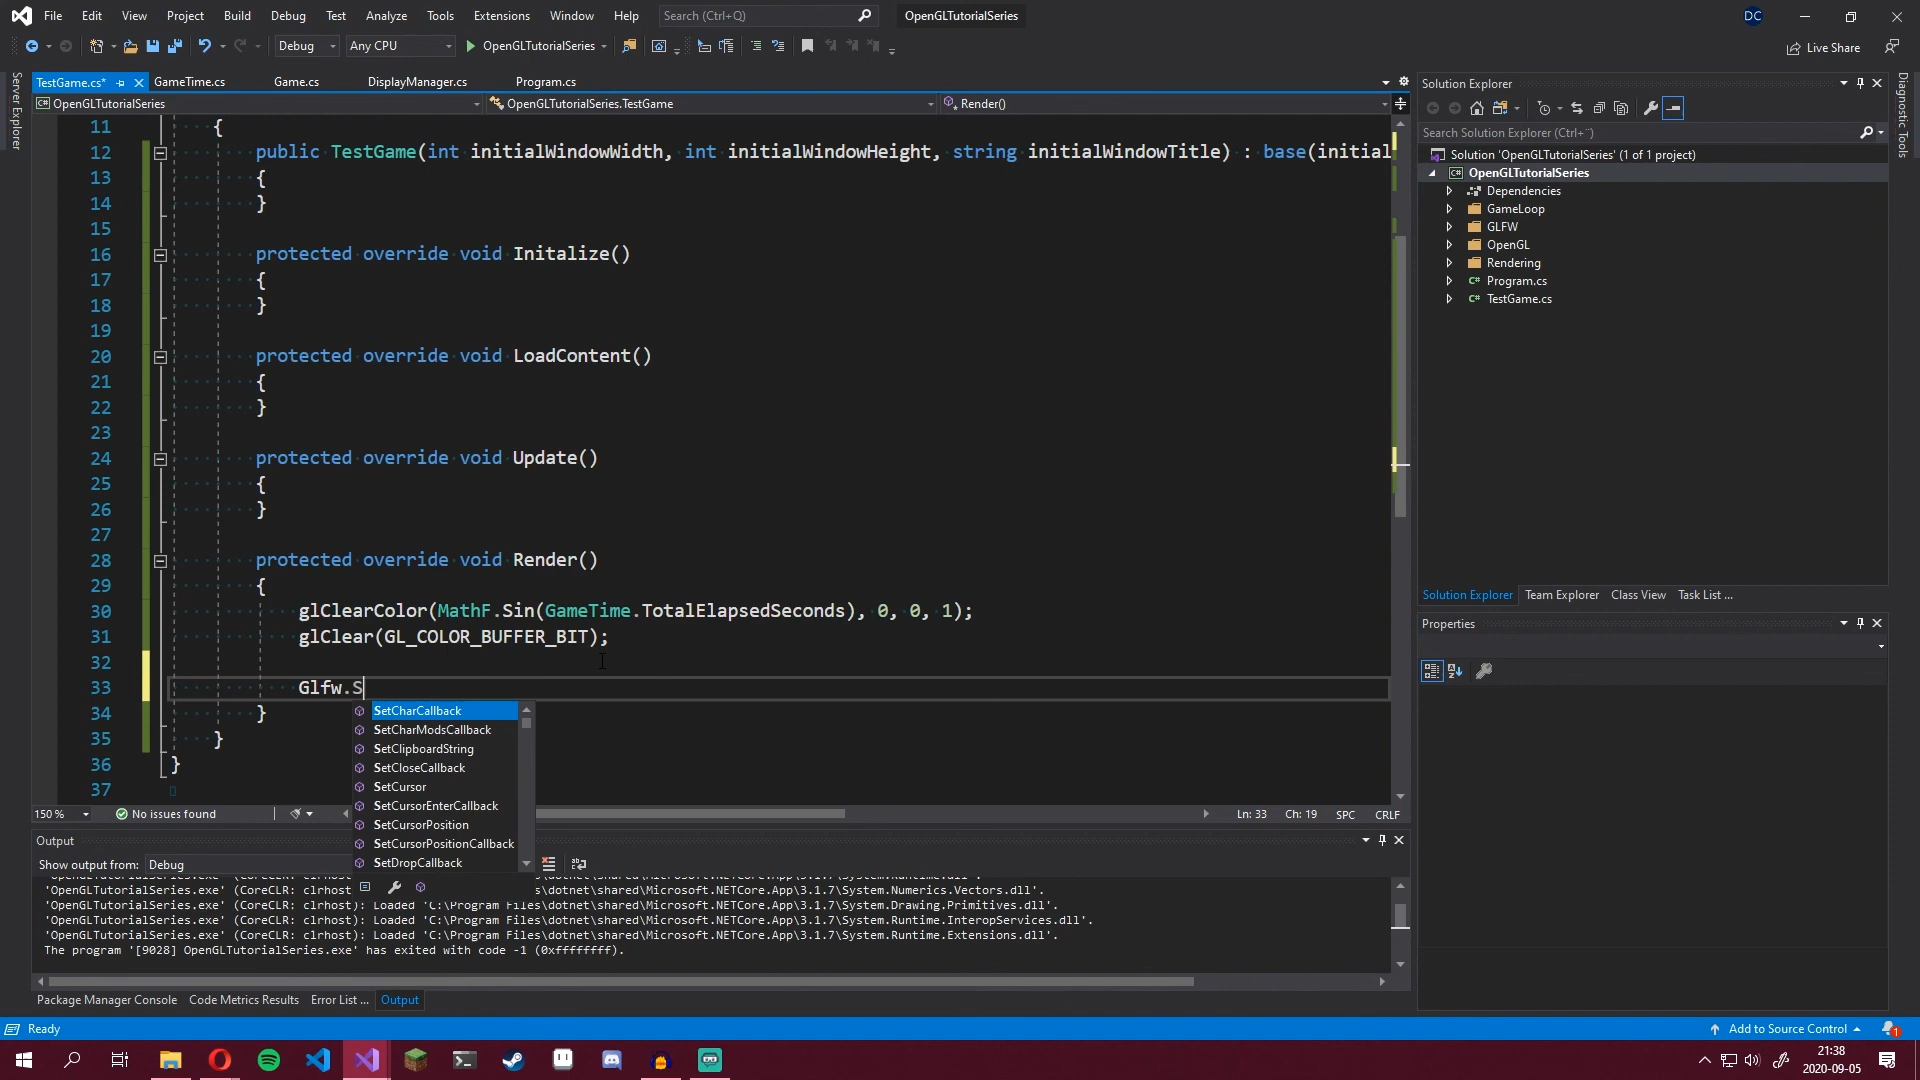 File Edit View Project Build Debug Test Analyze Tools Extensions Window Help Search (Ctrl+Q) OpenGLTutorialSeries DC
Debug Any CPU OpenGLTutorialSeries Live Share
Server Explorer
TestGame.cs* GameTime.cs Game.cs DisplayManager.cs Program.cs
OpenGLTutorialSeries OpenGLTutorialSeries.TestGame Render()
11 {
12 public TestGame(int initialWindowWidth, int initialWindowHeight, string initialWindowTitle) : base(initial
13 {
14 }
15
16 protected override void Initalize()
17 {
18 }
19
20 protected override void LoadContent()
21 {
22 }
23
24 protected override void Update()
25 {
26 }
27
28 protected override void Render()
29 {
30 glClearColor(MathF.Sin(GameTime.TotalElapsedSeconds), 0, 0, 1);
31 glClear(GL_COLOR_BUFFER_BIT);
32
33 Glfw.S
34 }
35 }
36 }
37
SetCharCallback
SetCharModsCallback
SetClipboardString
SetCloseCallback
SetCursor
SetCursorEnterCallback
SetCursorPosition
SetCursorPositionCallback
SetDropCallback
150 % No issues found Ln: 33 Ch: 19 SPC CRLF
Output
Show output from: Debug
'OpenGLTutorialSeries.exe' (CoreCLR: clrhost s\dotnet\shared\Microsoft.NETCore.App\3.1.7\System.Numerics.Vectors.dll'.
'OpenGLTutorialSeries.exe' (CoreCLR: clrhost): Loaded 'C:\Program Files\dotnet\shared\Microsoft.NETCore.App\3.1.7\System.Drawing.Primitives.dll'.
'OpenGLTutorialSeries.exe' (CoreCLR: clrhost): Loaded 'C:\Program Files\dotnet\shared\Microsoft.NETCore.App\3.1.7\System.Runtime.InteropServices.dll'.
'OpenGLTutorialSeries.exe' (CoreCLR: clrhost): Loaded 'C:\Program Files\dotnet\shared\Microsoft.NETCore.App\3.1.7\System.Runtime.Extensions.dll'.
The program '[9028] OpenGLTutorialSeries.exe' has exited with code -1 (0xffffffff).
Package Manager Console Code Metrics Results Error List ... Output
Solution Explorer
Search Solution Explorer (Ctrl+¨)
Solution 'OpenGLTutorialSeries' (1 of 1 project)
OpenGLTutorialSeries
Dependencies
GameLoop
GLFW
OpenGL
Rendering
Program.cs
TestGame.cs
Solution Explorer Team Explorer Class View Task List ...
Properties
Diagnostic Tools
Ready Add to Source Control 1
21:38
2020-09-05